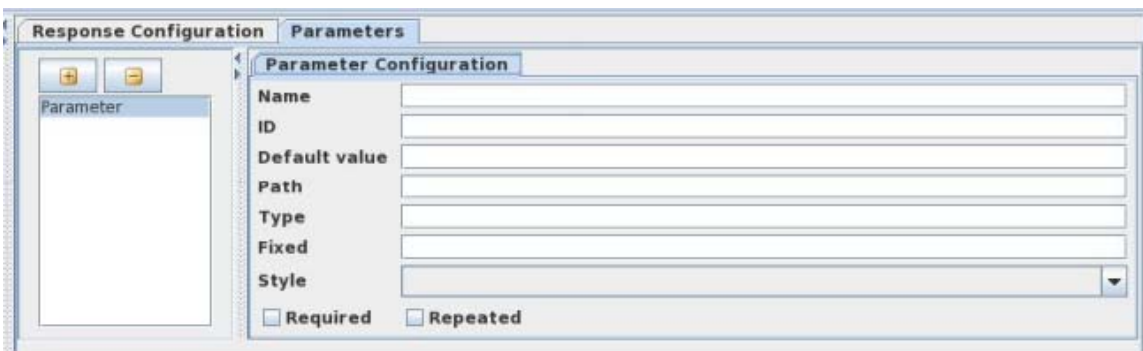 Response Configuration Parameters
Parameter Configuration
Parameter
Name
ID
Default value
Path
Type
Fixed
Style
Required Repeated